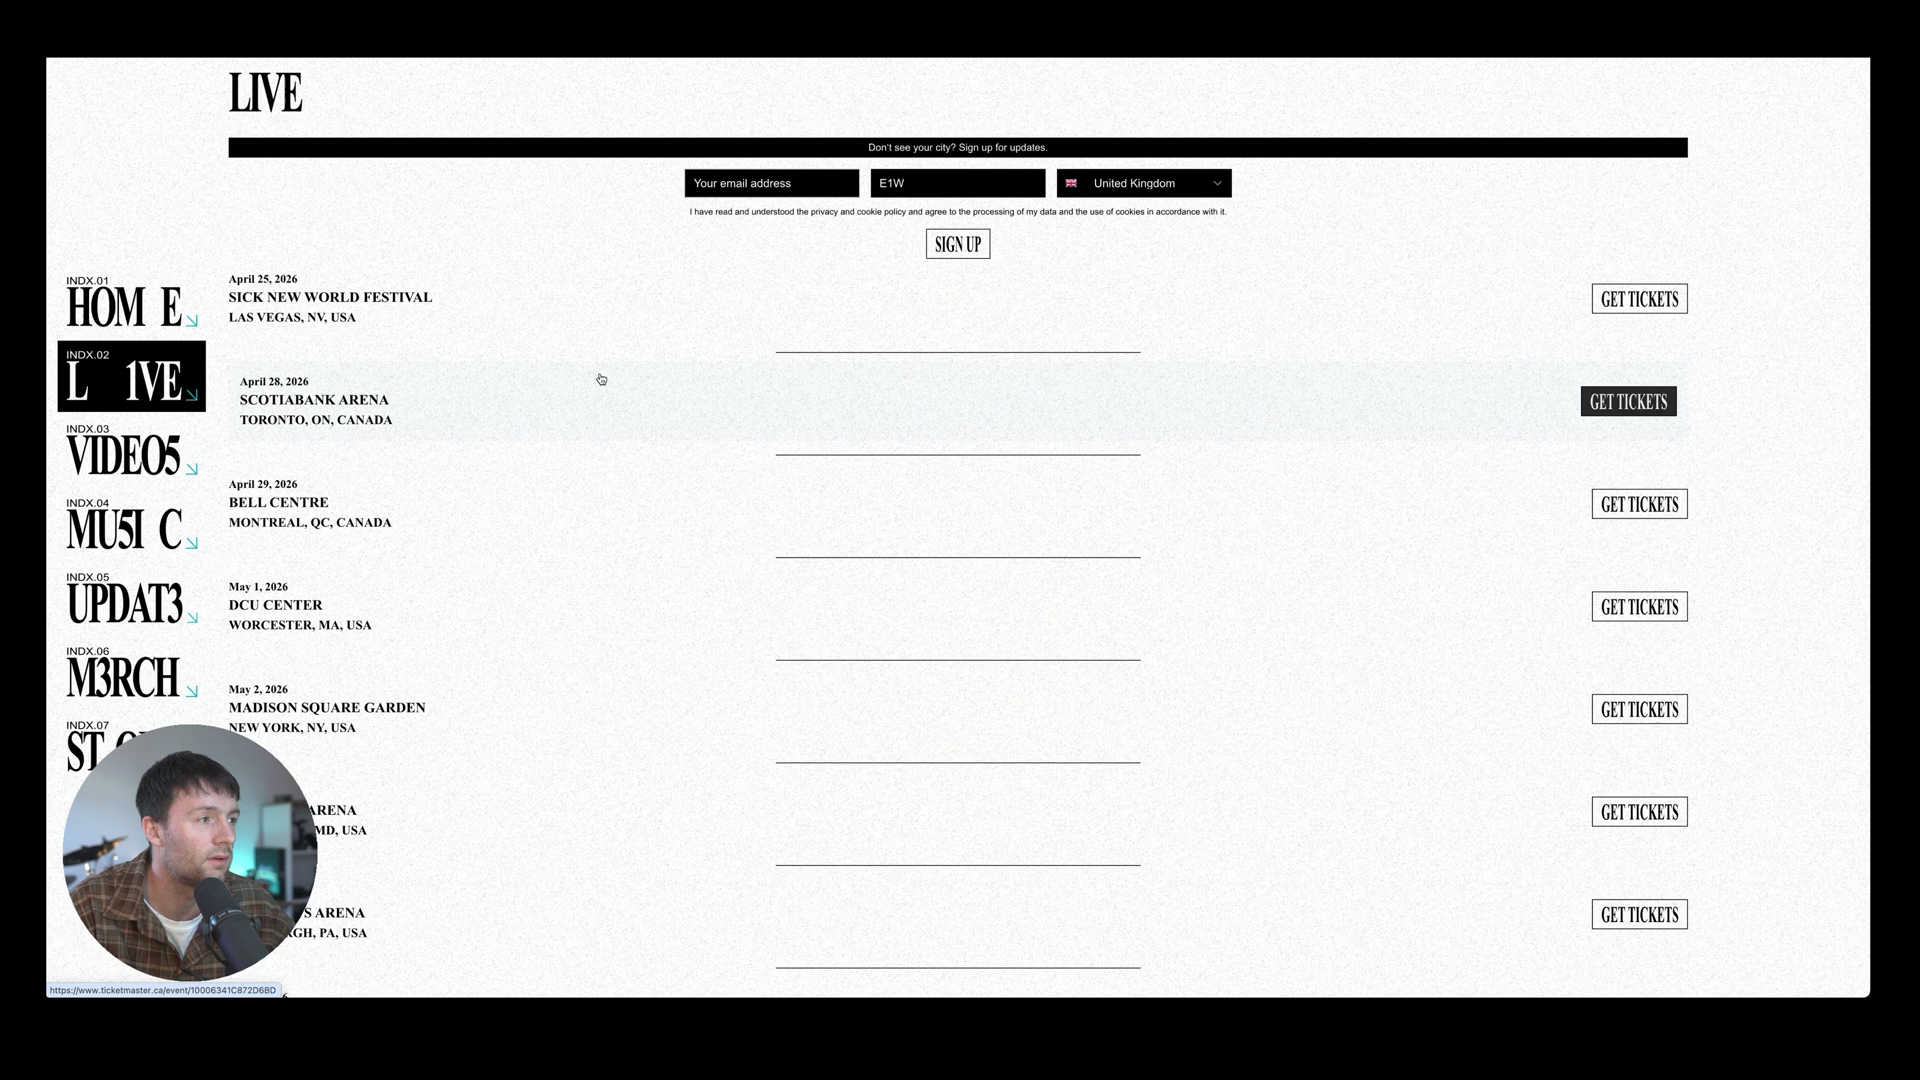 LIVE
Don't see your city? Sign up for updates.
Your email address
E1W
United Kingdom
I have read and understood the privacy and cookie policy and agree to the processing of my data and the use of cookies in accordance with it.
SIGN UP
INDX.01
HOM E
INDX.02
L 1VE
INDX.03
VIDEO5
INDX.04
MU5I C
INDX.05
UPDAT3
INDX.06
M3RCH
INDX.07
ST
April 25, 2026
SICK NEW WORLD FESTIVAL
LAS VEGAS, NV, USA
GET TICKETS
April 28, 2026
SCOTIABANK ARENA
TORONTO, ON, CANADA
GET TICKETS
April 29, 2026
BELL CENTRE
MONTREAL, QC, CANADA
GET TICKETS
May 1, 2026
DCU CENTER
WORCESTER, MA, USA
GET TICKETS
May 2, 2026
MADISON SQUARE GARDEN
NEW YORK, NY, USA
GET TICKETS
ARENA
MD, USA
GET TICKETS
S ARENA
RGH, PA, USA
GET TICKETS
https://www.ticketmaster.ca/event/10006341C872D6BD